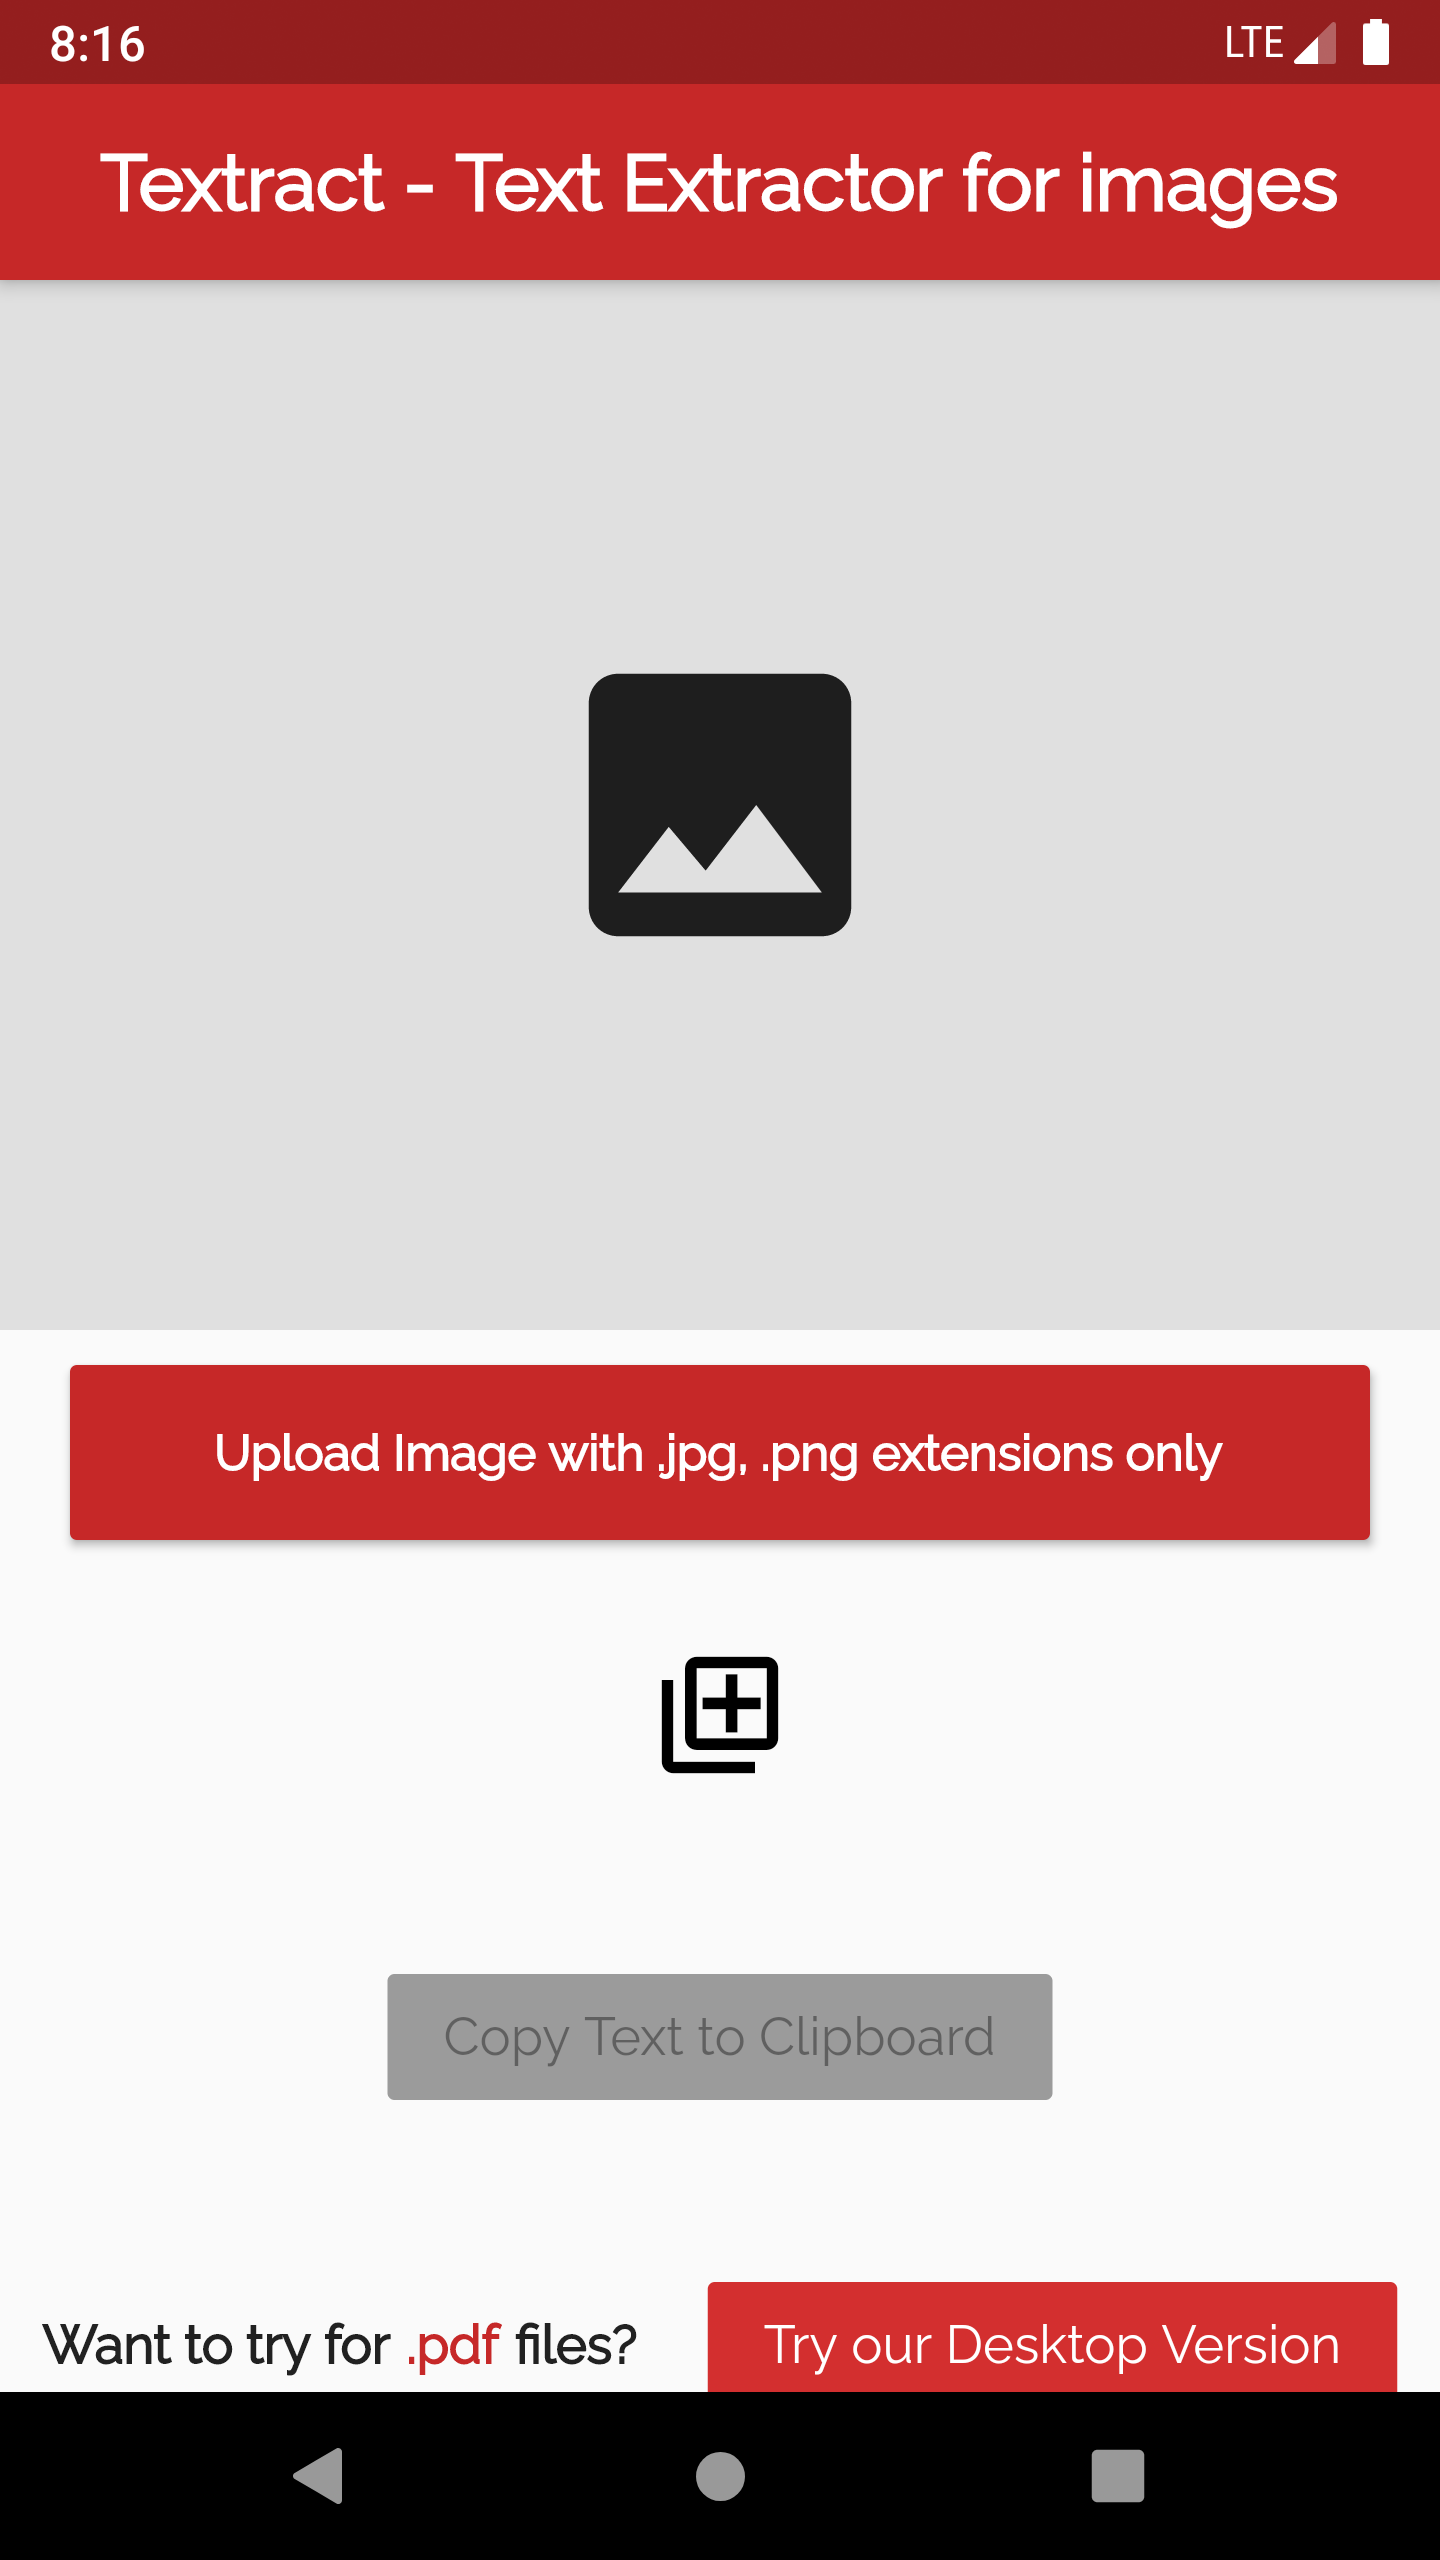 8:16 LTE
Textract - Text Extractor for images
Upload Image with .jpg, .png extensions only
Copy Text to Clipboard
Want to try for .pdf files? Try our Desktop Version